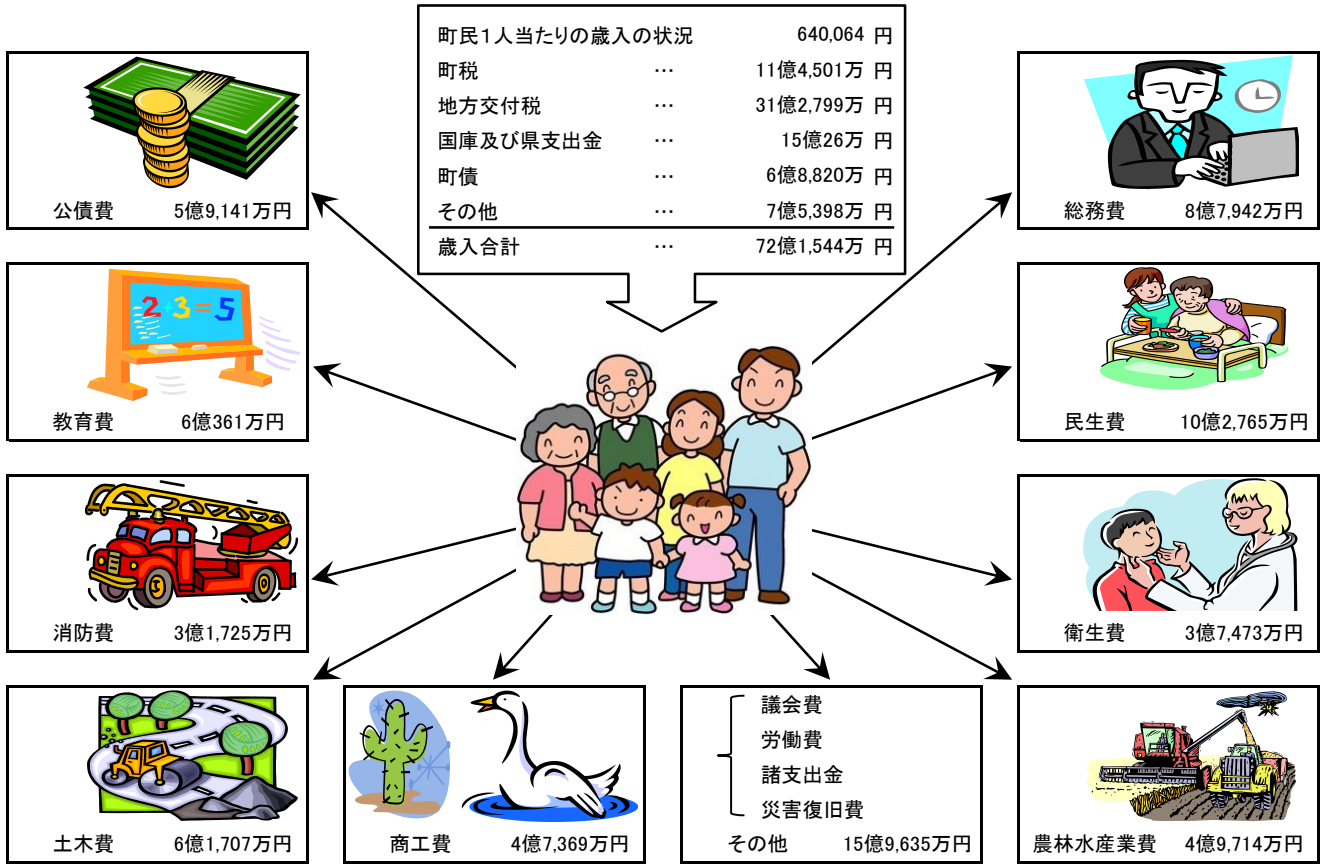 町民１人当たりの歳入の状況 640,064 円
町税 … 11億4,501万 円
地方交付税 … 31億2,799万 円
国庫及び県支出金 … 15億26万 円
町債 … 6億8,820万 円
その他 … 7億5,398万 円
歳入合計 … 72億1,544万 円
公債費 5億9,141万円
総務費 8億7,942万円
2+3=5
教育費 6億361万円
民生費 10億2,765万円
消防費 3億1,725万円
衛生費 3億7,473万円
土木費 6億1,707万円
商工費 4億7,369万円
議会費
労働費
諸支出金
災害復旧費
その他 15億9,635万円
農林水産業費 4億9,714万円